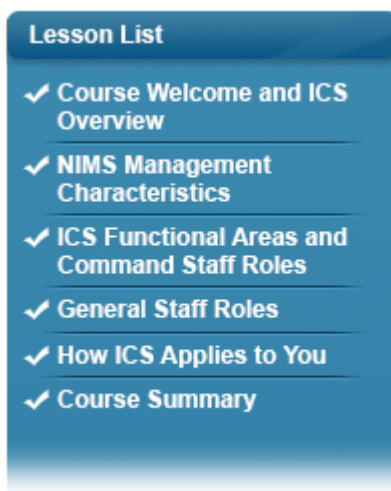 Lesson List
Course Welcome and ICS
Overview
NIMS Management
Characteristics
ICS Functional Areas and
Command Staff Roles
General Staff Roles
How ICS Applies to You
Course Summary